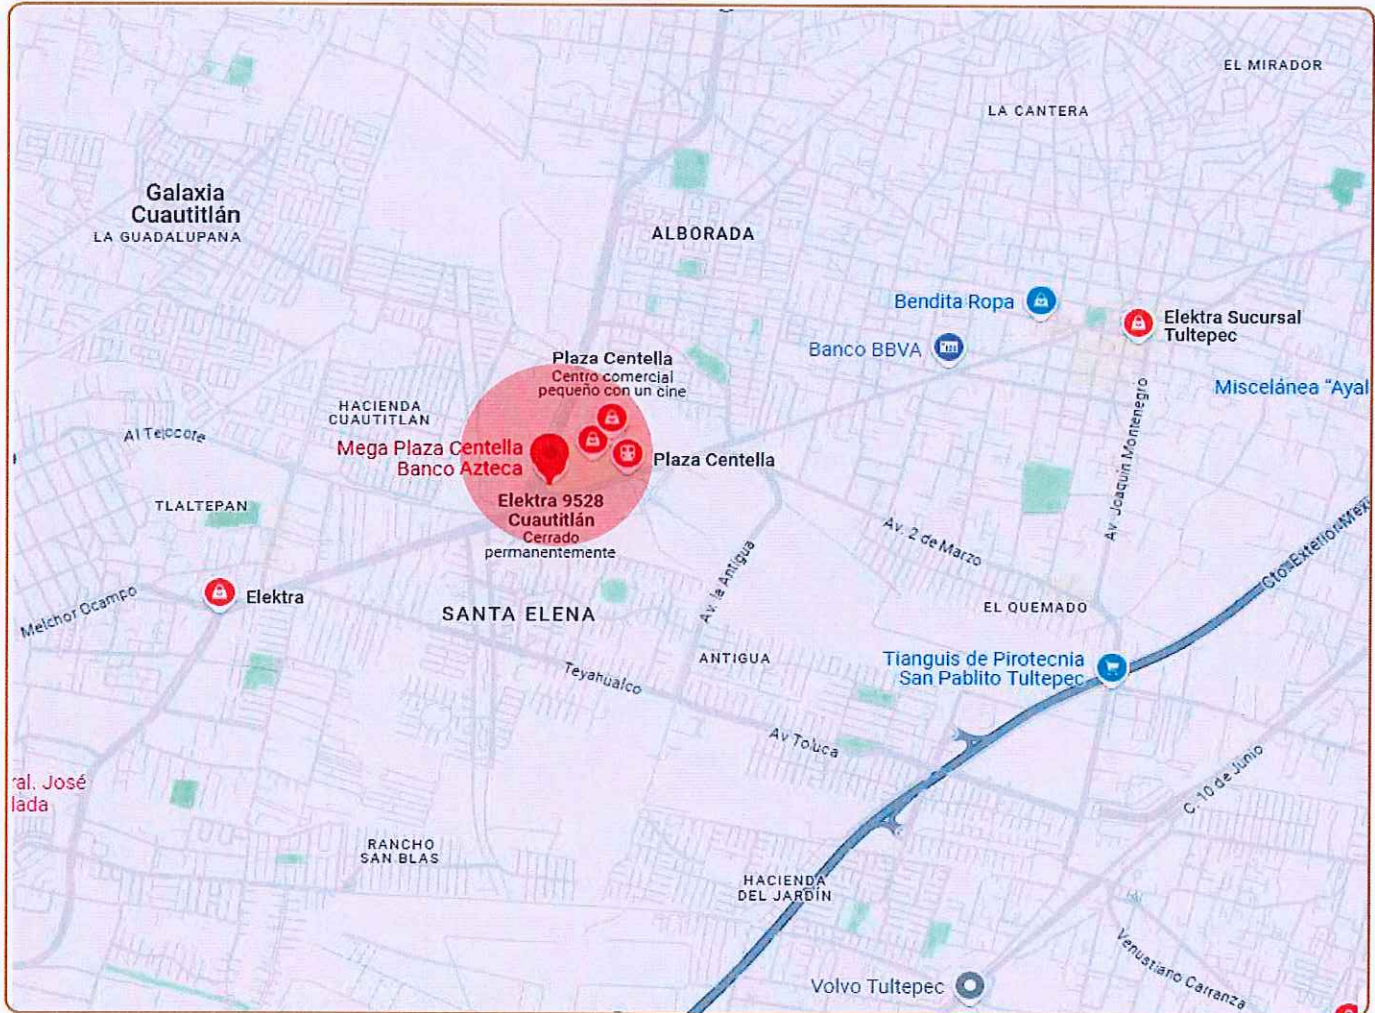 EL MIRADOR
LA CANTERA
Galaxia
Cuautitlán
LA GUADALUPANA
ALBORADA
Bendita Ropa
Elektra Sucursal
Tultepec
Banco BBVA
Plaza Centella
Centro comercial
pequeño con un cine
Miscelánea "Ayal
HACIENDA
CUAUTITLAN
Al Tejocote
Mega Plaza Centella
Banco Azteca
Plaza Centella
Elektra 9528
Cuautitlán
Cerrado
permanentemente
TLALTEPAN
Av. Joaquín Montenegro
Av. 2 de Marzo
Cto. Exterior Mex
Av. la Antigua
Elektra
Melchor Ocampo
SANTA ELENA
EL QUEMADO
ANTIGUA
Tianguis de Pirotecnia
San Pablito Tultepec
Teyahualco
Av Toluca
ral. José
lada
C. 10 de Junio
RANCHO
SAN BLAS
HACIENDA
DEL JARDÍN
Venustiano Carranza
Volvo Tultepec